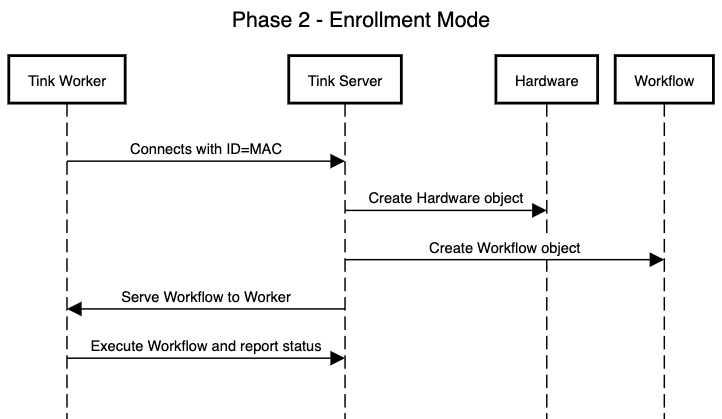 Phase 2 - Enrollment Mode
Tink Worker
Tink Server
Hardware
Workflow
Connects with ID=MAC
Create Hardware object
Create Workflow object
Serve Workflow to Worker
Execute Workflow and report status